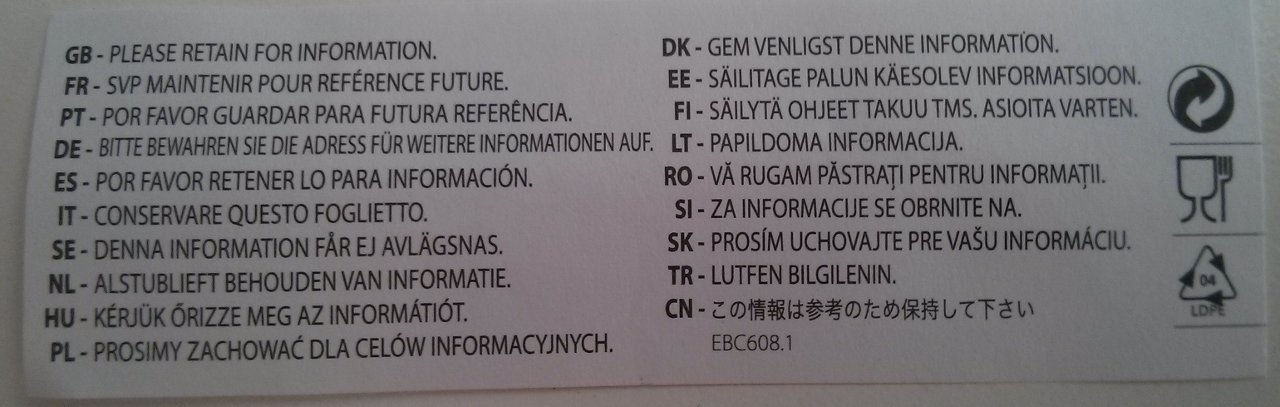 GB - PLEASE RETAIN FOR INFORMATION.
FR - SVP MAINTENIR POUR REFÉRENCE FUTURE.
PT - POR FAVOR GUARDAR PARA FUTURA REFERÊNCIA.
DE - BITTE BEWAHREN SIE DIE ADRESS FÜR WEITERE INFORMATIONEN AUF.
ES - POR FAVOR RETENER LO PARA INFORMACIÓN.
IT - CONSERVARE QUESTO FOGLIETTO.
SE - DENNA INFORMATION FÅR EJ AVLÄGSNAS.
NL - ALSTUBLIEFT BEHOUDEN VAN INFORMATIE.
HU - KÉRJÜK ŐRIZZE MEG AZ INFORMÁTIÓT.
PL - PROSIMY ZACHOWAĆ DLA CELÓW INFORMACYJNYCH.
DK - GEM VENLIGST DENNE INFORMATION.
EE - SÄILITAGE PALUN KÄESOLEV INFORMATSIOON.
FI - SÄILYTÄ OHJEET TAKUU TMS. ASIOITA VARTEN.
LT - PAPILDOMA INFORMACIJA.
RO - VĂ RUGAM PĂSTRAȚI PENTRU INFORMAȚII.
SI - ZA INFORMACIJE SE OBRNITE NA.
SK - PROSÍM UCHOVAJTE PRE VAŠU INFORMÁCIU.
TR - LUTFEN BILGILENIN.
CN - この情報は参考のため保持して下さい
EBC608.1
04
LDPE